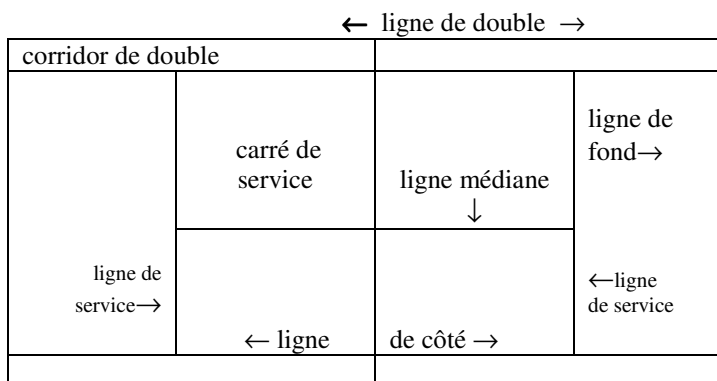 ← ligne de double →
corridor de double
carré de
service
ligne médiane
↓
ligne de
fond→
ligne de
service→
←ligne
de service
← ligne de côté →